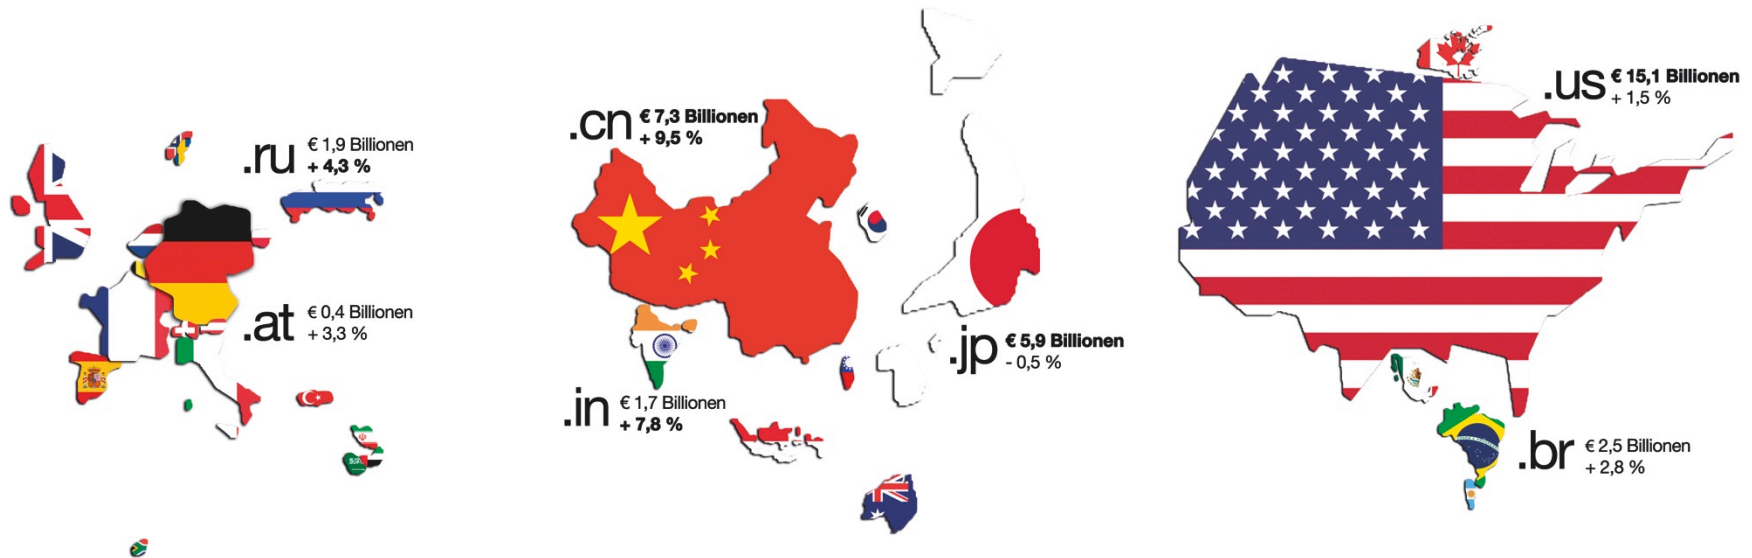 .ru
€ 1,9 Billionen
+ 4,3 %
.at
€ 0,4 Billionen
+ 3,3 %
.cn
€ 7,3 Billionen
+ 9,5 %
.jp
€ 5,9 Billionen
- 0,5 %
.in
€ 1,7 Billionen
+ 7,8 %
.us
€ 15,1 Billionen
+ 1,5 %
.br
€ 2,5 Billionen
+ 2,8 %